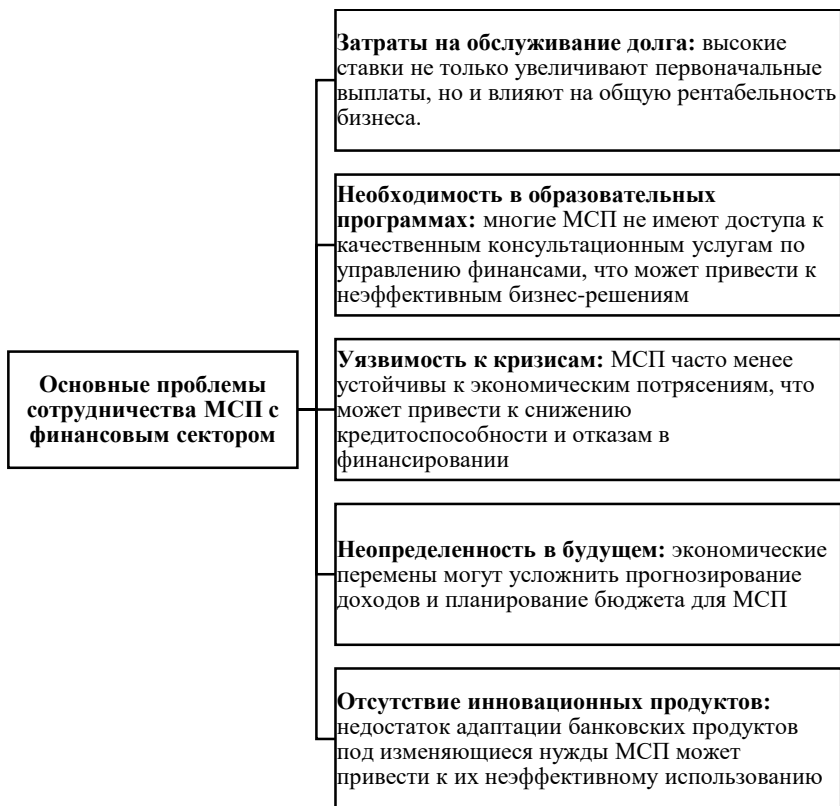 Затраты на обслуживание долга: высокие
ставки не только увеличивают первоначальные
выплаты, но и влияют на общую рентабельность
бизнеса.
Необходимость в образовательных
программах: многие МСП не имеют доступа к
качественным консультационным услугам по
управлению финансами, что может привести к
неэффективным бизнес-решениям
Основные проблемы
сотрудничества МСП с
финансовым сектором
Уязвимость к кризисам: МСП часто менее
устойчивы к экономическим потрясениям, что
может привести к снижению
кредитоспособности и отказам в
финансировании
Неопределенность в будущем: экономические
перемены могут усложнить прогнозирование
доходов и планирование бюджета для МСП
Отсутствие инновационных продуктов:
недостаток адаптации банковских продуктов
под изменяющиеся нужды МСП может
привести к их неэффективному использованию